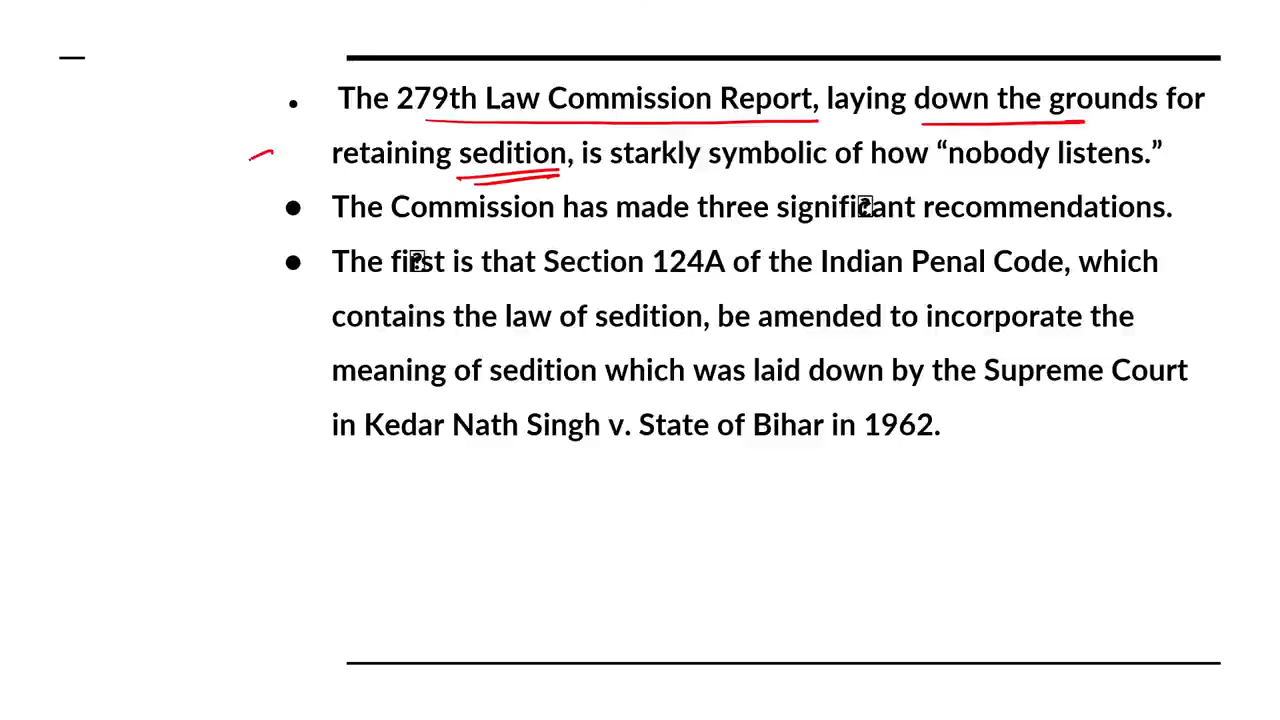 • The 279th Law Commission Report, laying down the grounds for
retaining sedition, is starkly symbolic of how “nobody listens.”
● The Commission has made three significant recommendations.
● The first is that Section 124A of the Indian Penal Code, which
contains the law of sedition, be amended to incorporate the
meaning of sedition which was laid down by the Supreme Court
in Kedar Nath Singh v. State of Bihar in 1962.